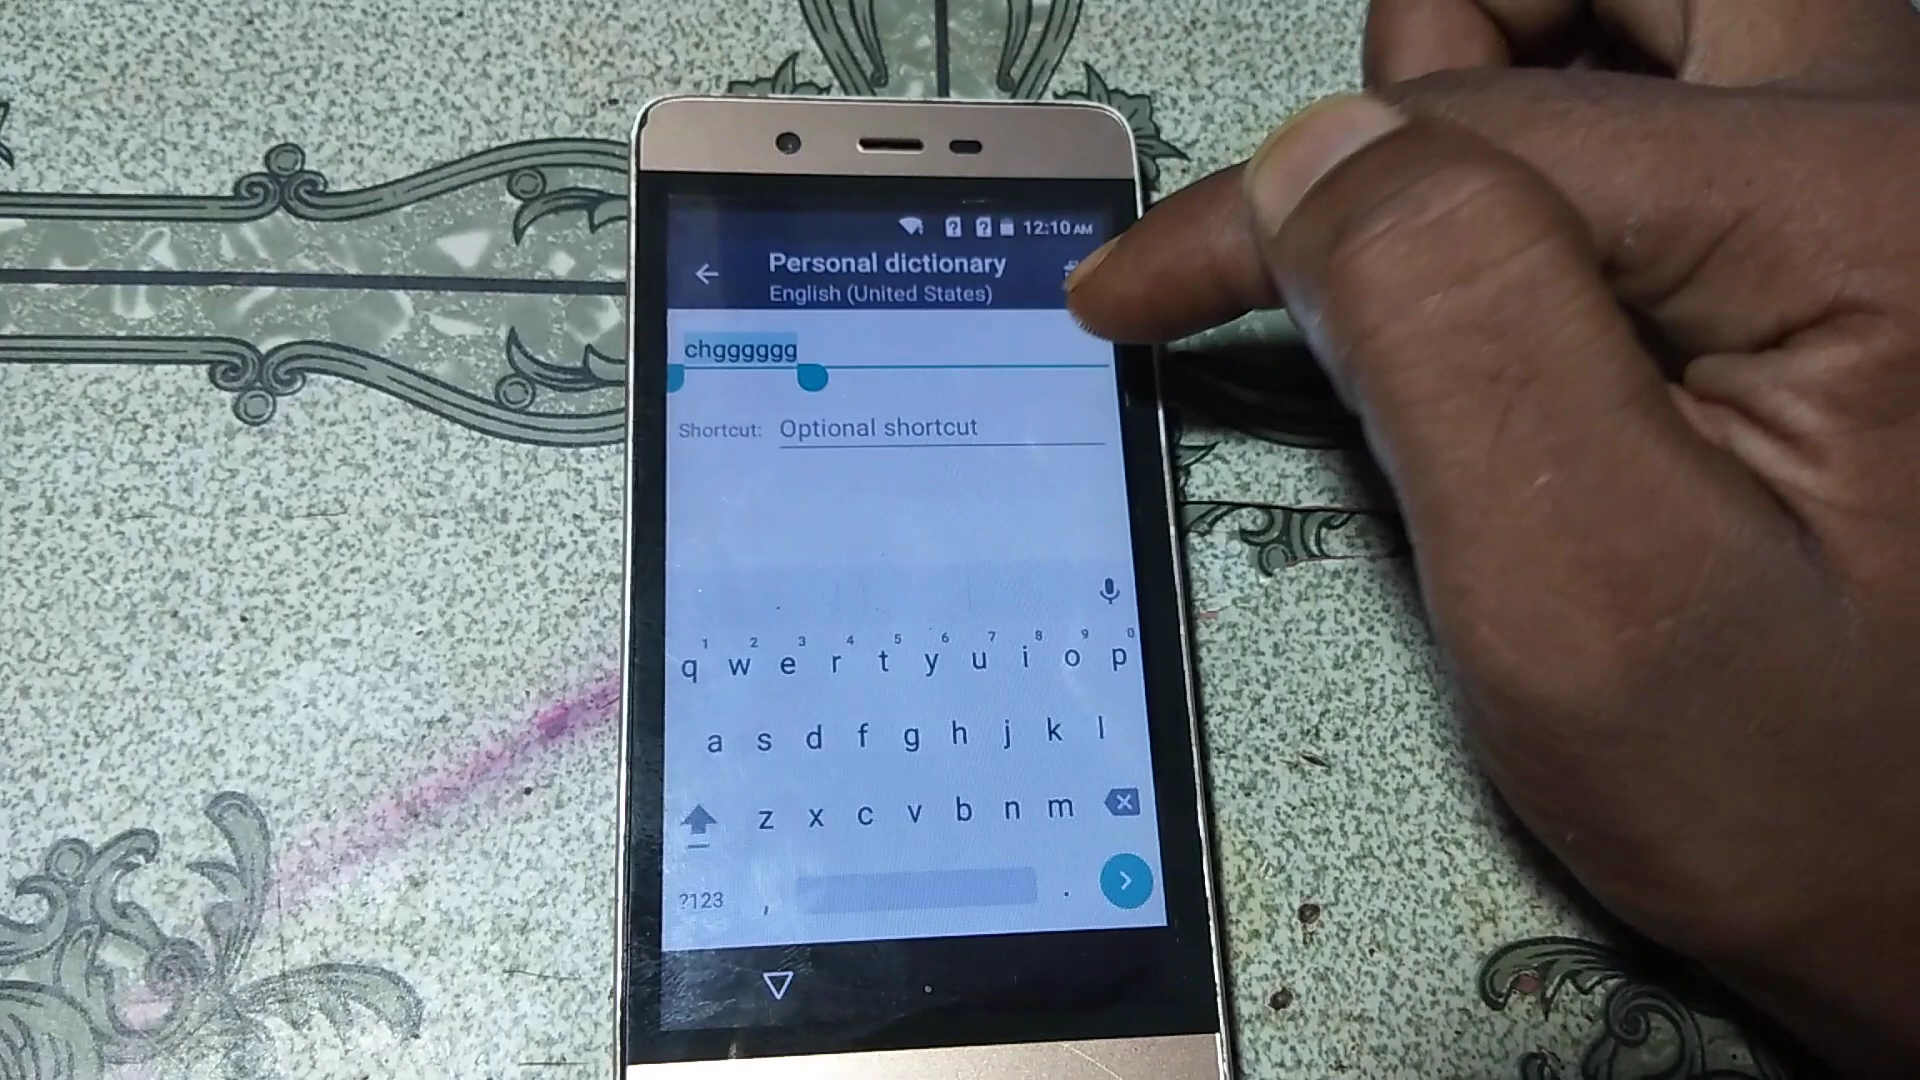 12:10 AM
Personal dictionary
English (United States)
chgggggg
Shortcut: Optional shortcut
1 2 3 4 5 6 7 8 9 0
q w e r t y u i o p
a s d f g h j k l
z x c v b n m
?123 , .